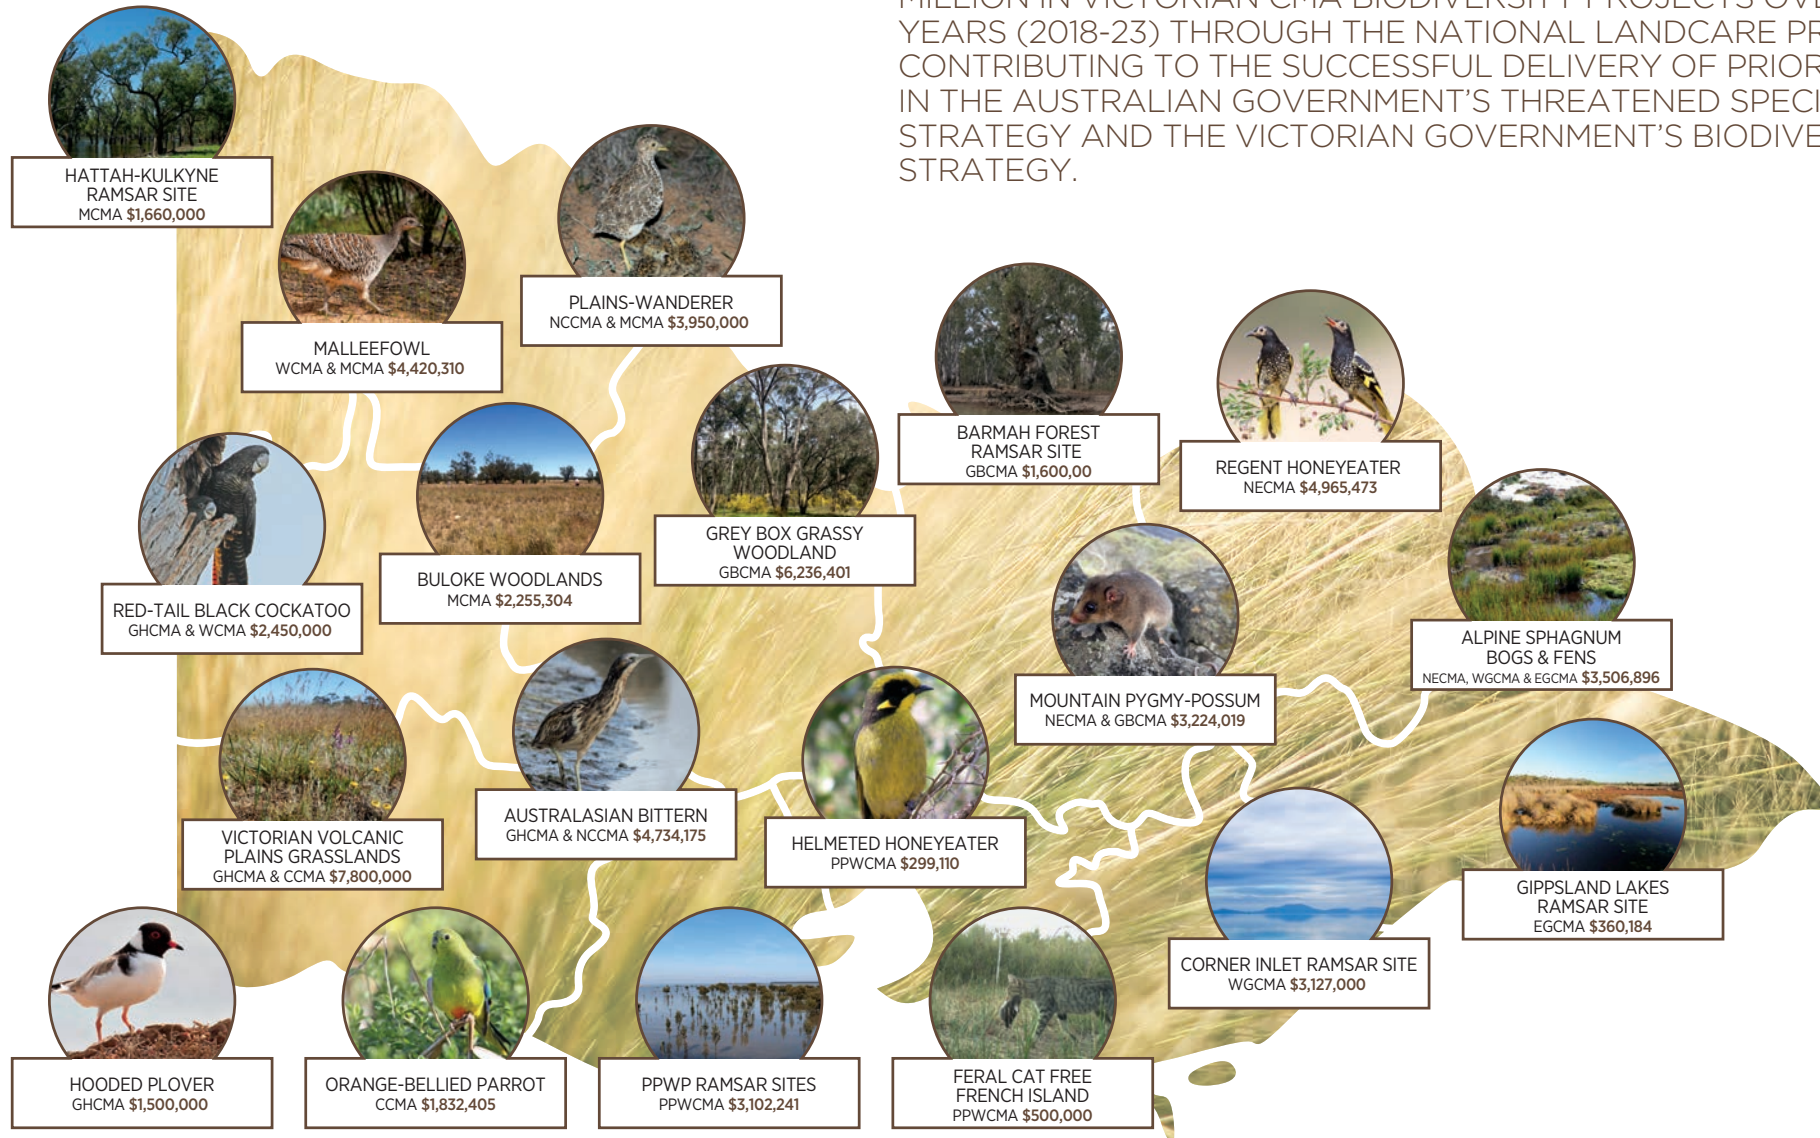 MILLION IN VICTORIAN CMA BIODIVERSITY PROJECTS
YEARS (2018-23) THROUGH THE NATIONAL LANDCARE
CONTRIBUTING TO THE SUCCESSFUL DELIVERY OF
IN THE AUSTRALIAN GOVERNMENT'S THREATENED
STRATEGY AND THE VICTORIAN GOVERNMENT'S
STRATEGY.
HATTAH-KULKYNE
RAMSAR SITE
MCMA $1,660,000
MALLEEFOWL
WCMA & MCMA $4,420,310
PLAINS-WANDERER
NCCMA & MCMA $3,950,000
BARMAH FOREST
RAMSAR SITE
GBCMA $1,600,00
REGENT HONEYEATER
NECMA $4,965,473
RED-TAIL BLACK COCKATOO
GHCMA & WCMA $2,450,000
BULOKE WOODLANDS
MCMA $2,255,304
GREY BOX GRASSY
WOODLAND
GBCMA $6,236,401
MOUNTAIN PYGMY-POSSUM
NECMA & GBCMA $3,224,019
ALPINE SPHAGNUM
BOGS & FENS
NECMA, WGCMA & EGCMA $3,506,896
VICTORIAN VOLCANIC
PLAINS GRASSLANDS
GHCMA & CCMA $7,800,000
AUSTRALASIAN BITTERN
GHCMA & NCCMA $4,734,175
HELMETED HONEYEATER
PPWCMA $299,110
CORNER INLET RAMSAR SITE
WGCMA $3,127,000
GIPPSLAND LAKES
RAMSAR SITE
EGCMA $360,184
HOODED PLOVER
GHCMA $1,500,000
ORANGE-BELLIED PARROT
CCMA $1,832,405
PPWP RAMSAR SITES
PPWCMA $3,102,241
FERAL CAT FREE
FRENCH ISLAND
PPWCMA $500,000